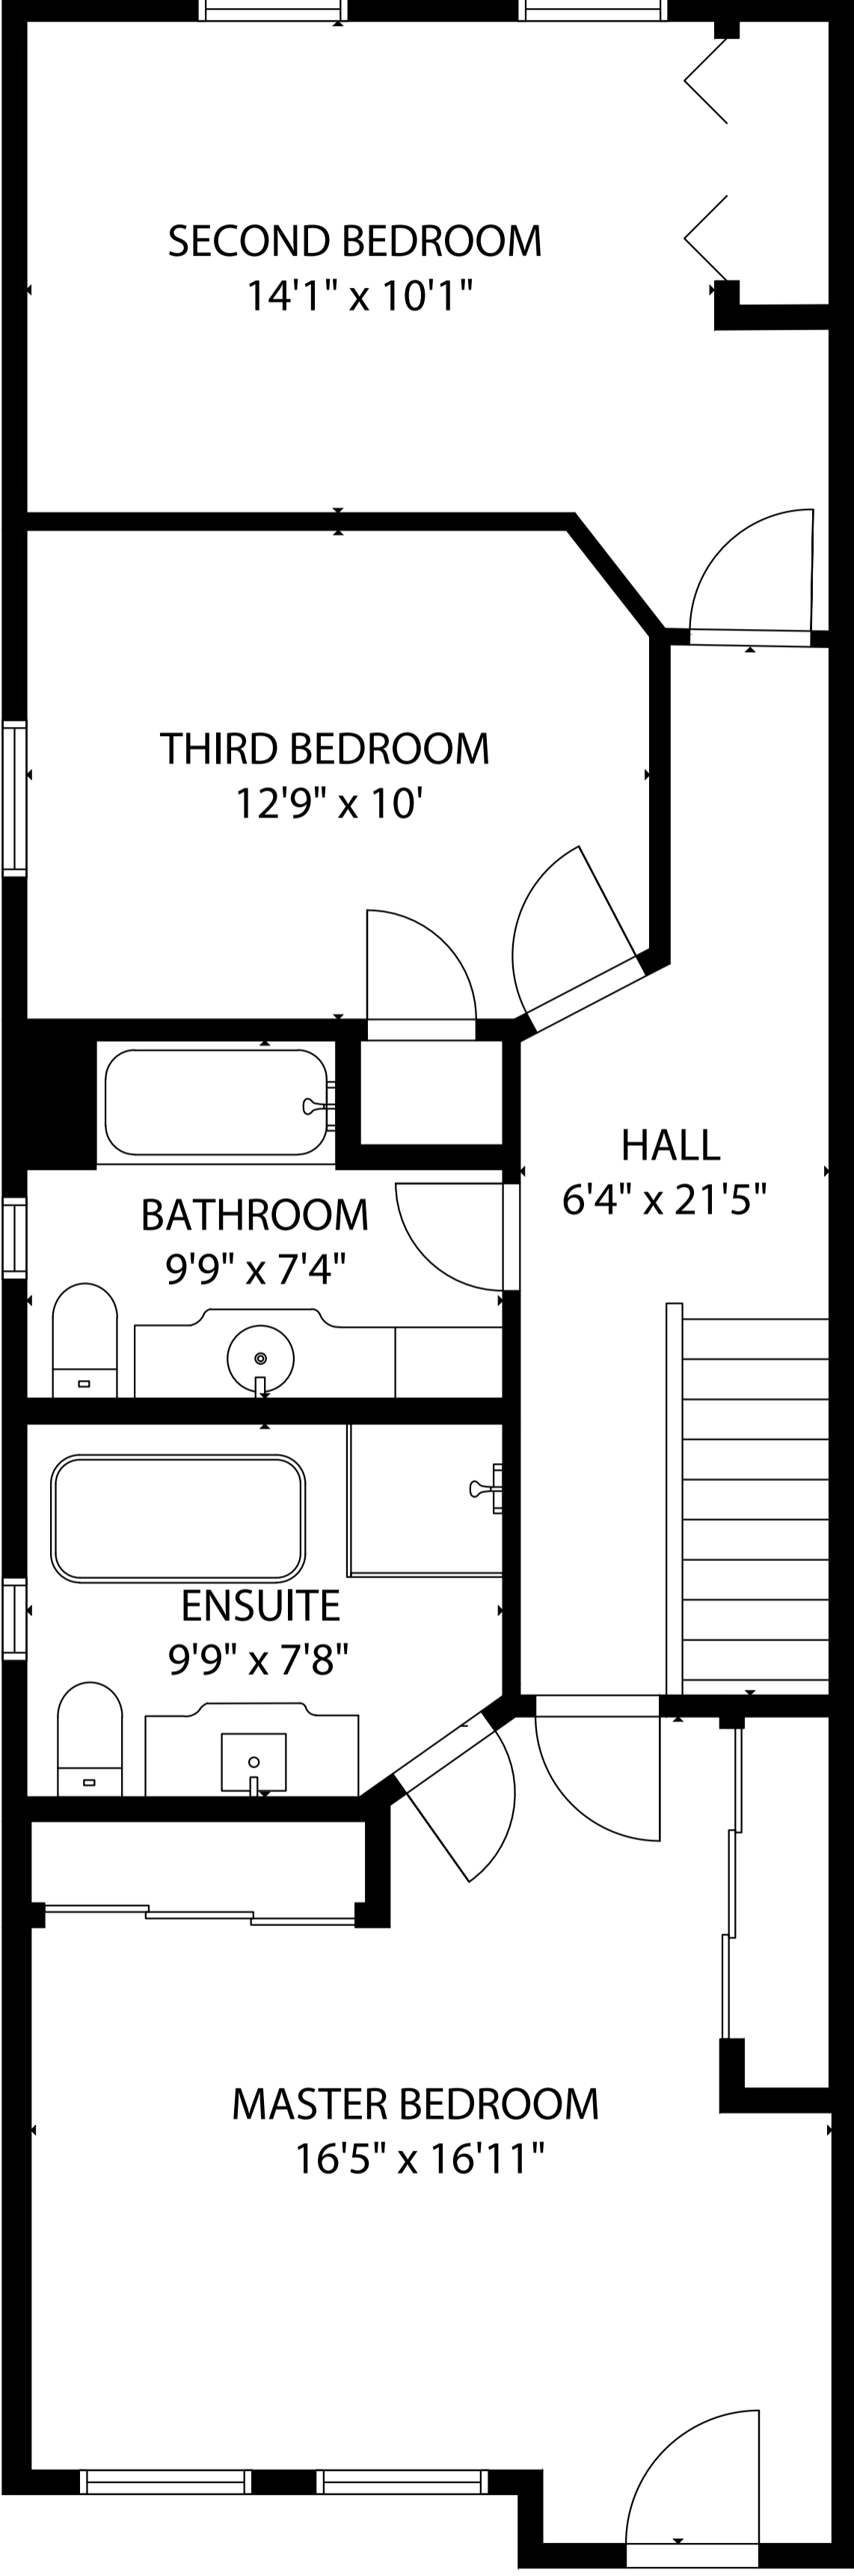 SECOND BEDROOM
14'1" x 10'1"
THIRD BEDROOM
12'9" x 10'
HALL
6'4" x 21'5"
BATHROOM
9'9" x 7'4"
ENSUITE
9'9" x 7'8"
MASTER BEDROOM
16'5" x 16'11"